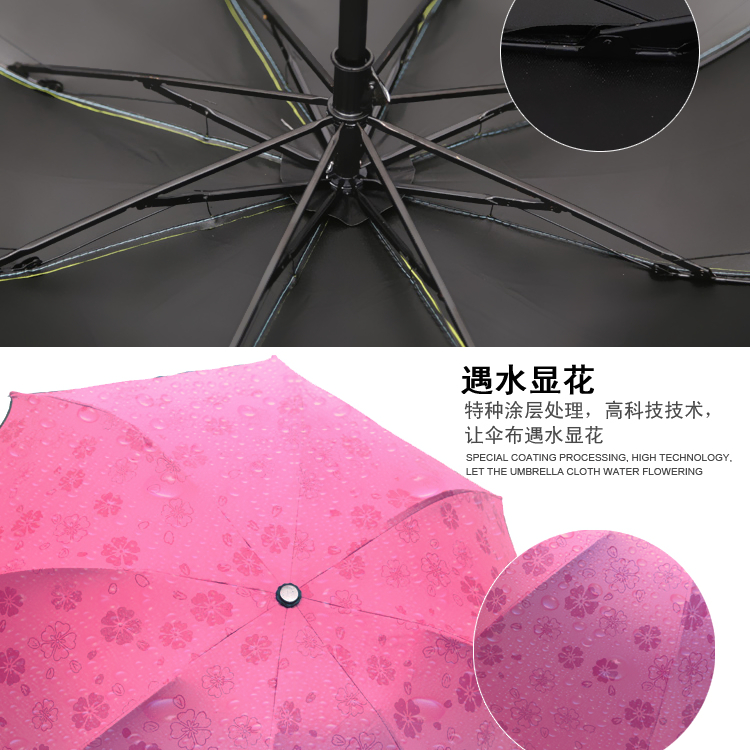 遇水显花
特种涂层处理，高科技技术，
让伞布遇水显花
SPECIAL COATING PROCESSING, HIGH TECHNOLOGY,
LET THE UMBRELLA CLOTH WATER FLOWERING